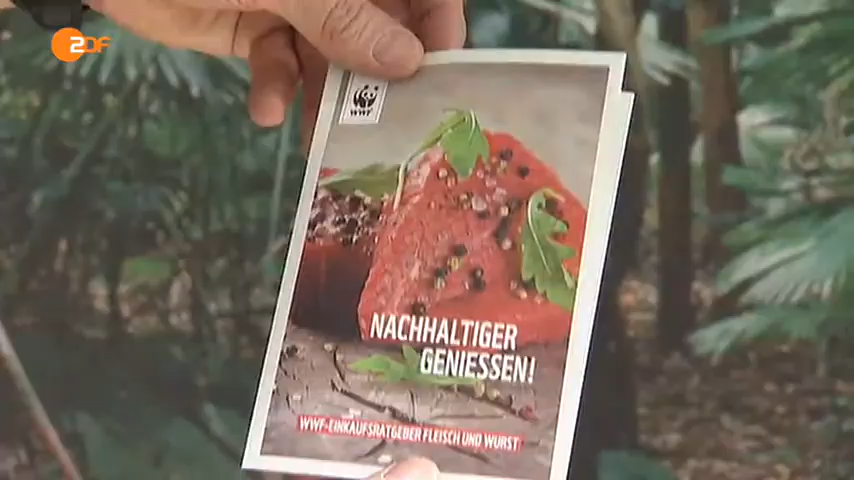 2DF
WWF
NACHHALTIGER
GENIESSEN!
WWF-EINKAUFSRATGEBER FLEISCH UND WURST